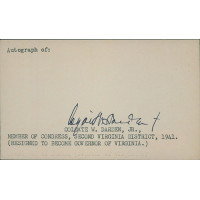 Autograph of:
COLGATE W. DARDEN, JR.,
MEMBER OF CONGRESS, SECOND VIRGINIA DISTRICT, 1941.
(RESIGNED TO BECOME GOVERNOR OF VIRGINIA.)